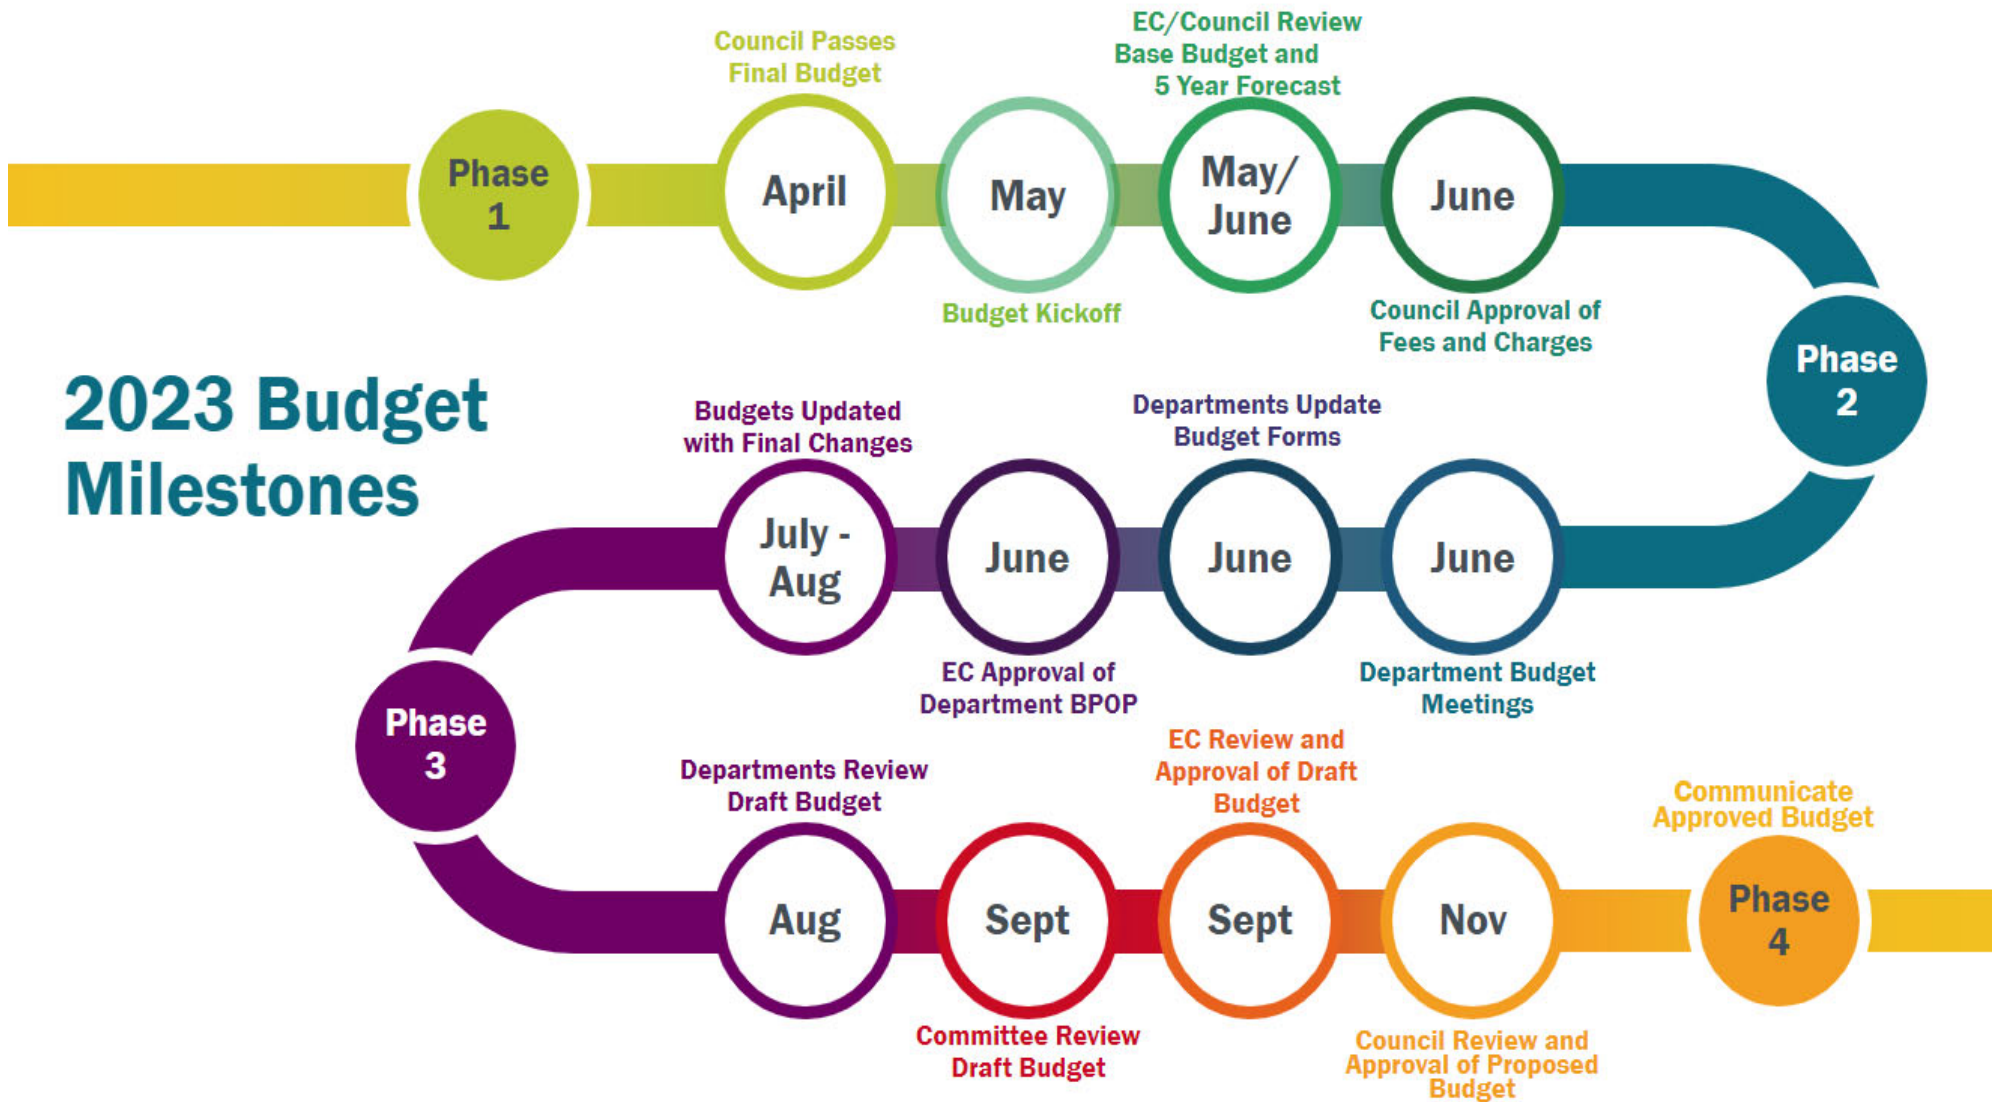 2023 Budget
Milestones
Phase
1
Council Passes
Final Budget
April
May
Budget Kickoff
EC/Council Review
Base Budget and
5 Year Forecast
May/
June
June
Council Approval of
Fees and Charges
Phase
2
June
Department Budget
Meetings
Departments Update
Budget Forms
June
June
EC Approval of
Department BPOP
Budgets Updated
with Final Changes
July -
Aug
Phase
3
Departments Review
Draft Budget
Aug
Sept
Committee Review
Draft Budget
EC Review and
Approval of Draft
Budget
Sept
Nov
Council Review and
Approval of Proposed
Budget
Communicate
Approved Budget
Phase
4